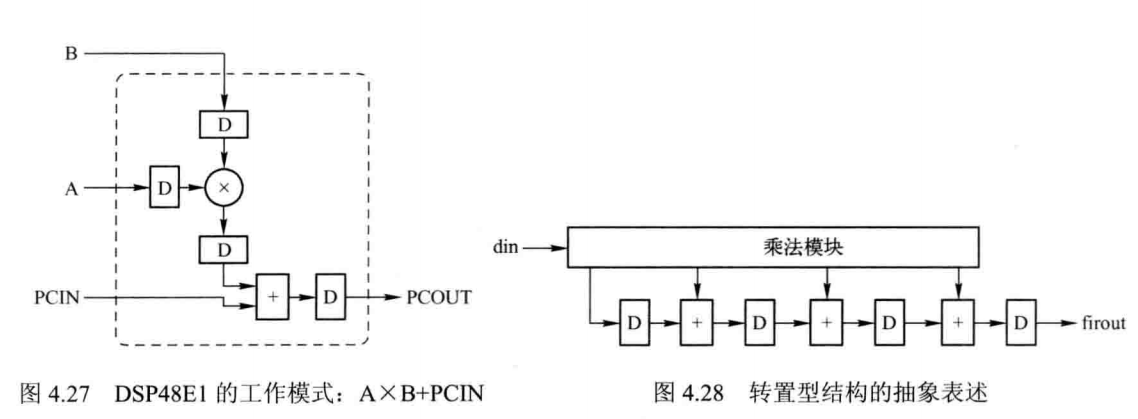 B
D
A
D
×
D
PCIN
+
D
PCOUT
图 4.27 DSP48E1 的工作模式：A×B+PCIN
din
乘法模块
D
+
D
+
D
+
D
firout
图 4.28 转置型结构的抽象表述